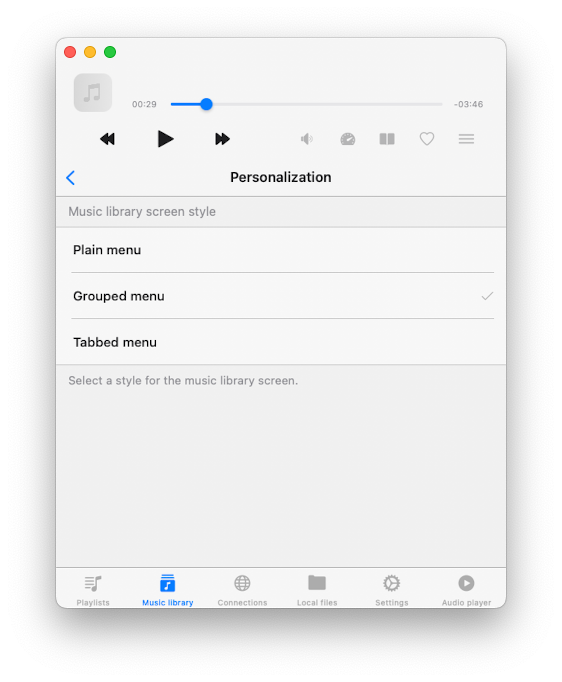 00:29
-03:46
Personalization
Music library screen style
Plain menu
Grouped menu
Tabbed menu
Select a style for the music library screen.
Playlists
Music library
Connections
Local files
Settings
Audio player